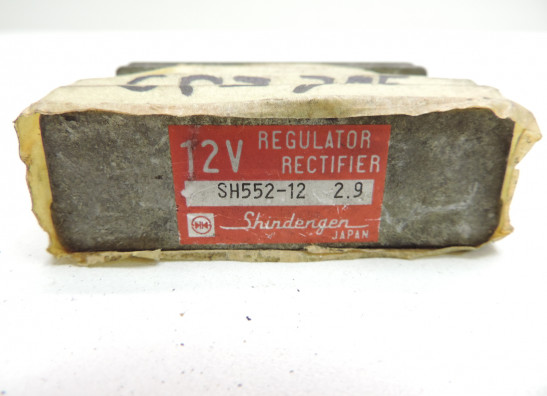 12V REGULATOR
RECTIFIER
SH552-12 2.9
Shindengen
JAPAN